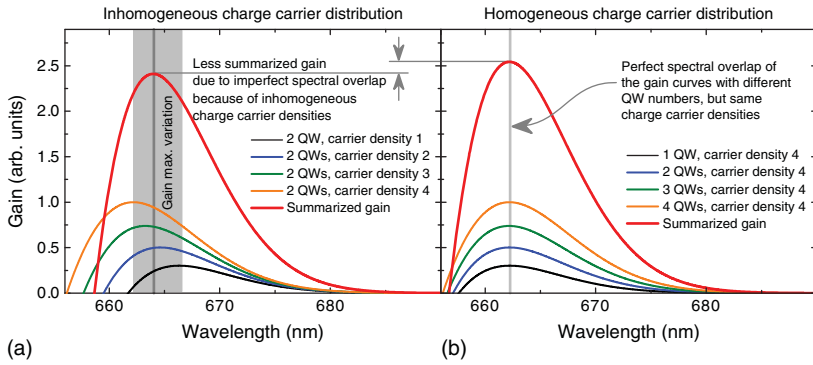 Inhomogeneous charge carrier distribution
Less summarized gain
due to imperfect spectral overlap
because of inhomogeneous
charge carrier densities
Gain max. variation
2 QW, carrier density 1
2 QWs, carrier density 2
2 QWs, carrier density 3
2 QWs, carrier density 4
Summarized gain
Gain (arb. units)
2.5
2.0
1.5
1.0
0.5
0.0
660
670
680
Wavelength (nm)
(a)
Homogeneous charge carrier distribution
Perfect spectral overlap of
the gain curves with different
QW numbers, but same
charge carrier densities
1 QW, carrier density 4
2 QWs, carrier density 4
3 QWs, carrier density 4
4 QWs, carrier density 4
Summarized gain
660
670
680
Wavelength (nm)
(b)